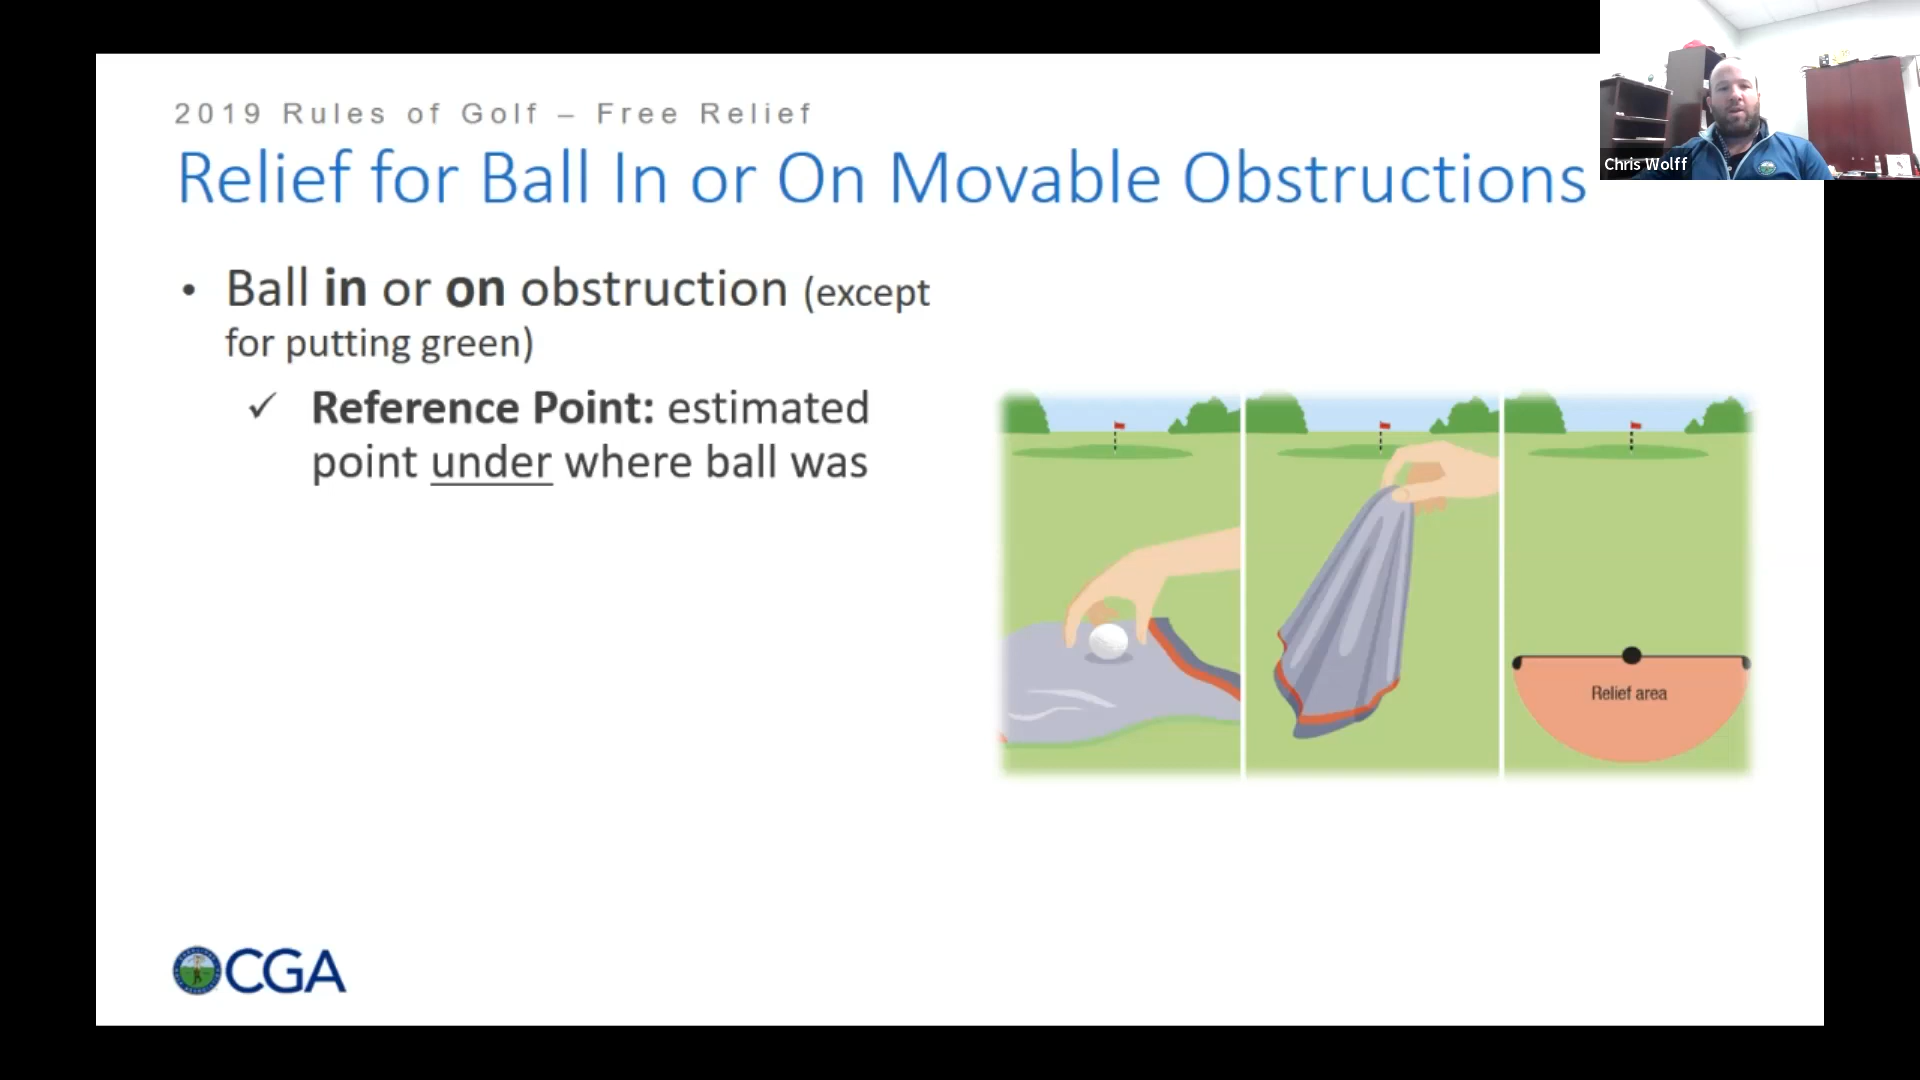 2019 Rules of Golf – Free Relief
Relief for Ball In or On Movable Obstructions
Chris Wolff
• Ball in or on obstruction (except
for putting green)
✓ Reference Point: estimated
point under where ball was
Relief area
CGA